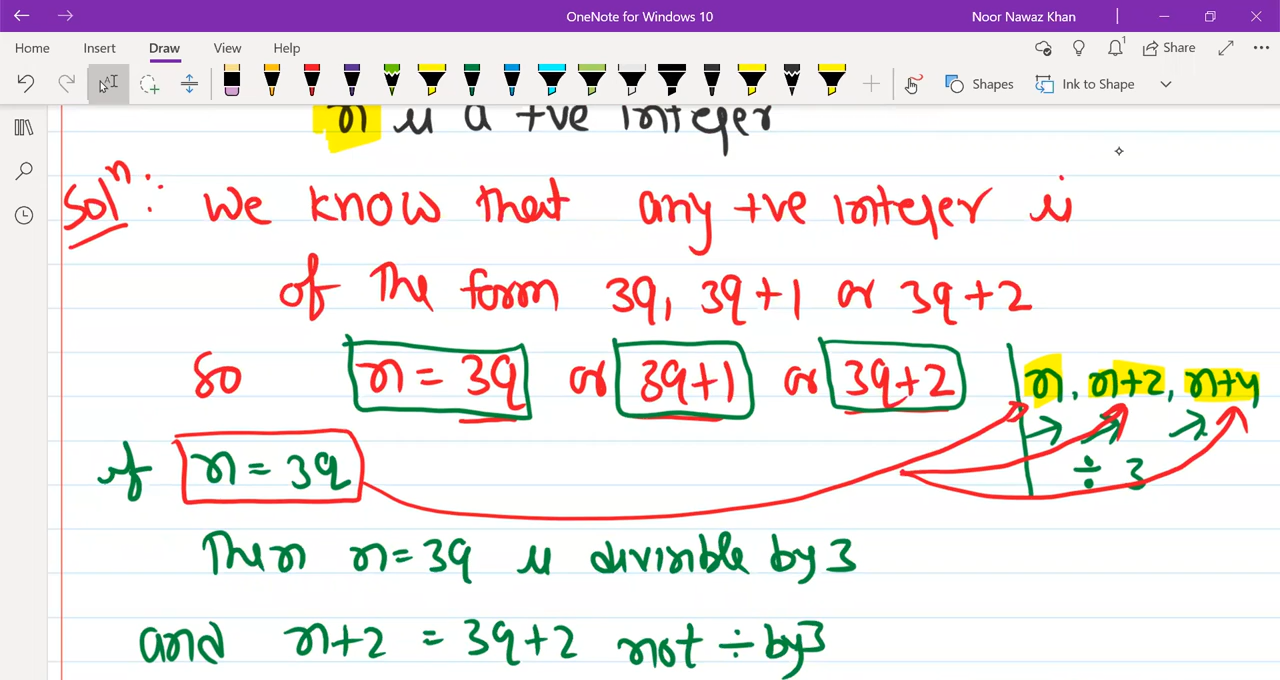 OneNote for Windows 10
Noor Nawaz Khan
Home Insert Draw View Help
1
Share
Shapes
Ink to Shape
n is a +ve integer
Solⁿ: We know that any +ve integer is
of the form 3q, 3q+1 or 3q+2
So n = 3q or 3q+1 or 3q+2
n, n+2, n+4
÷ 3
if n = 3q
Then n=3q is divisible by 3
and n+2 = 3q+2 not ÷ by 3